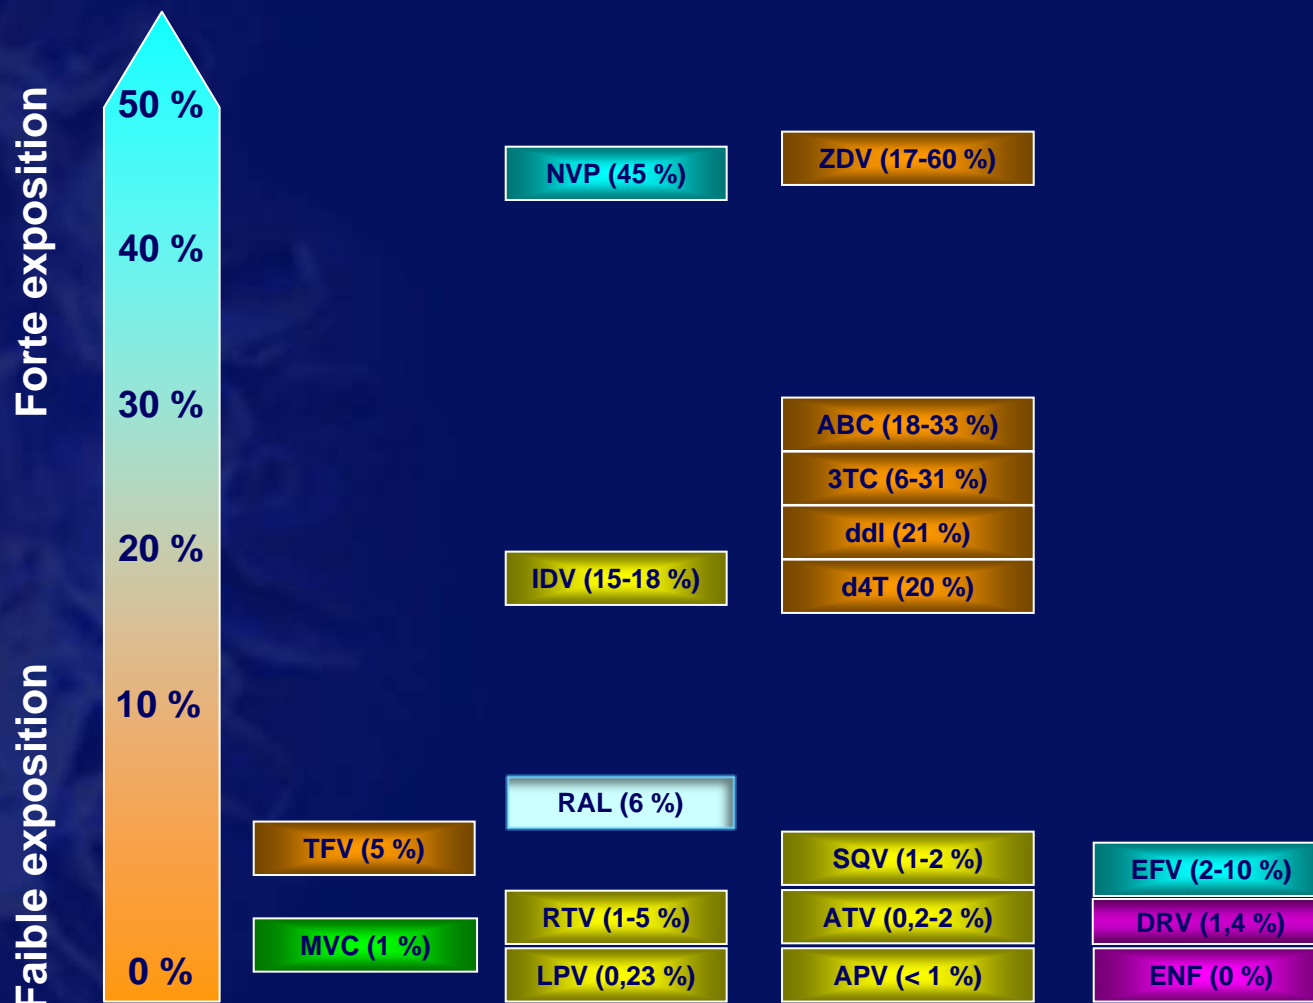 Forte exposition
Faible exposition
50 %
40 %
30 %
20 %
10 %
0 %
NVP (45 %)
ZDV (17-60 %)
ABC (18-33 %)
3TC (6-31 %)
ddI (21 %)
d4T (20 %)
IDV (15-18 %)
RAL (6 %)
TFV (5 %)
SQV (1-2 %)
EFV (2-10 %)
RTV (1-5 %)
ATV (0,2-2 %)
DRV (1,4 %)
MVC (1 %)
LPV (0,23 %)
APV (< 1 %)
ENF (0 %)